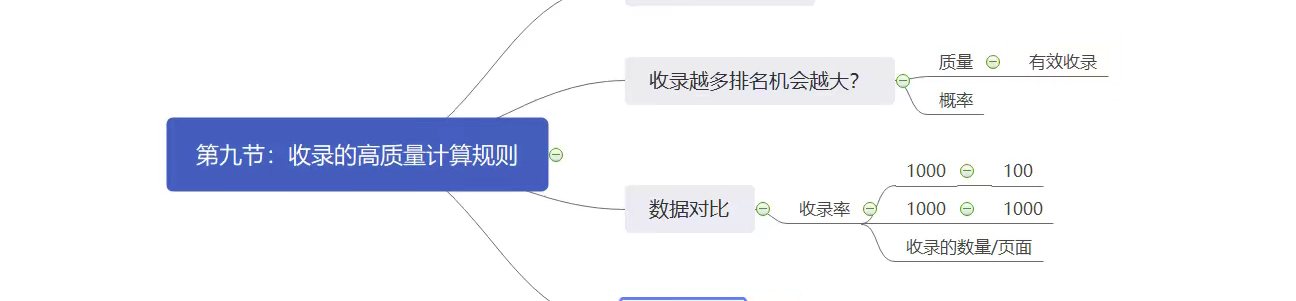 收录越多排名机会越大？
质量
有效收录
概率
第九节：收录的高质量计算规则
数据对比
收录率
1000
100
1000
1000
收录的数量/页面